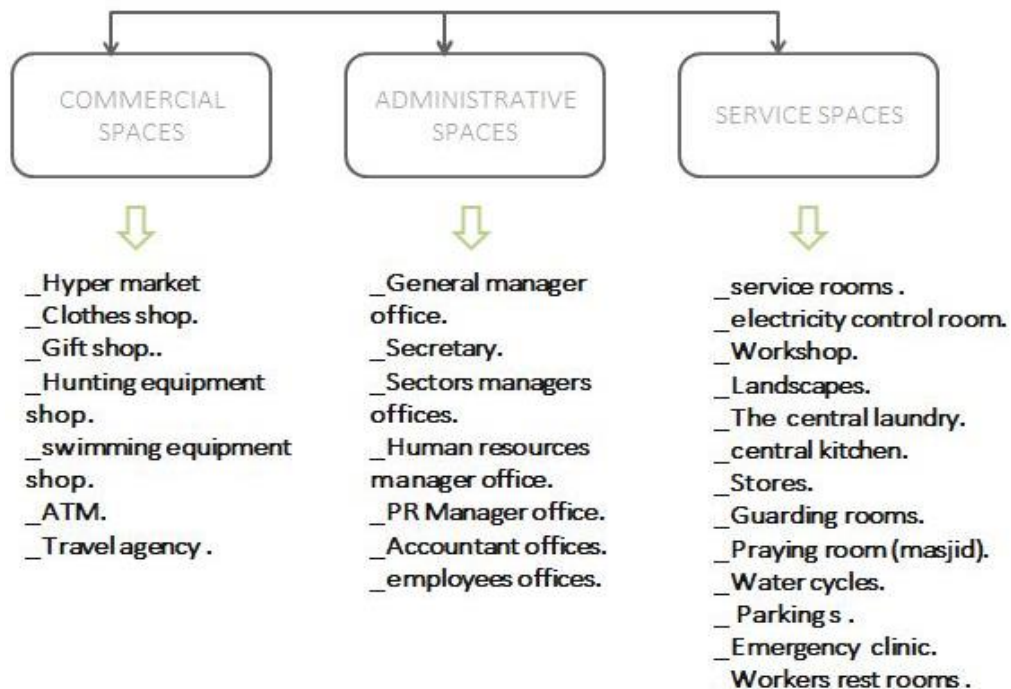 COMMERCIAL
SPACES
ADMINISTRATIVE
SPACES
SERVICE SPACES
_Hyper market
_Clothes shop.
_Gift shop..
_Hunting equipment
shop.
_swimming equipment
shop.
_ATM.
_Travel agency .
_General manager
office.
_Secretary.
_Sectors managers
offices.
_Human resources
manager office.
_PR Manager office.
_Accountant offices.
_employees offices.
_service rooms .
_electricity control room.
_Workshop.
_Landscapes.
_The central laundry.
_central kitchen.
_Stores.
_Guarding rooms.
_Praying room (masjid).
_Water cycles.
_ Parking s .
_Emergency clinic.
_Workers rest rooms .